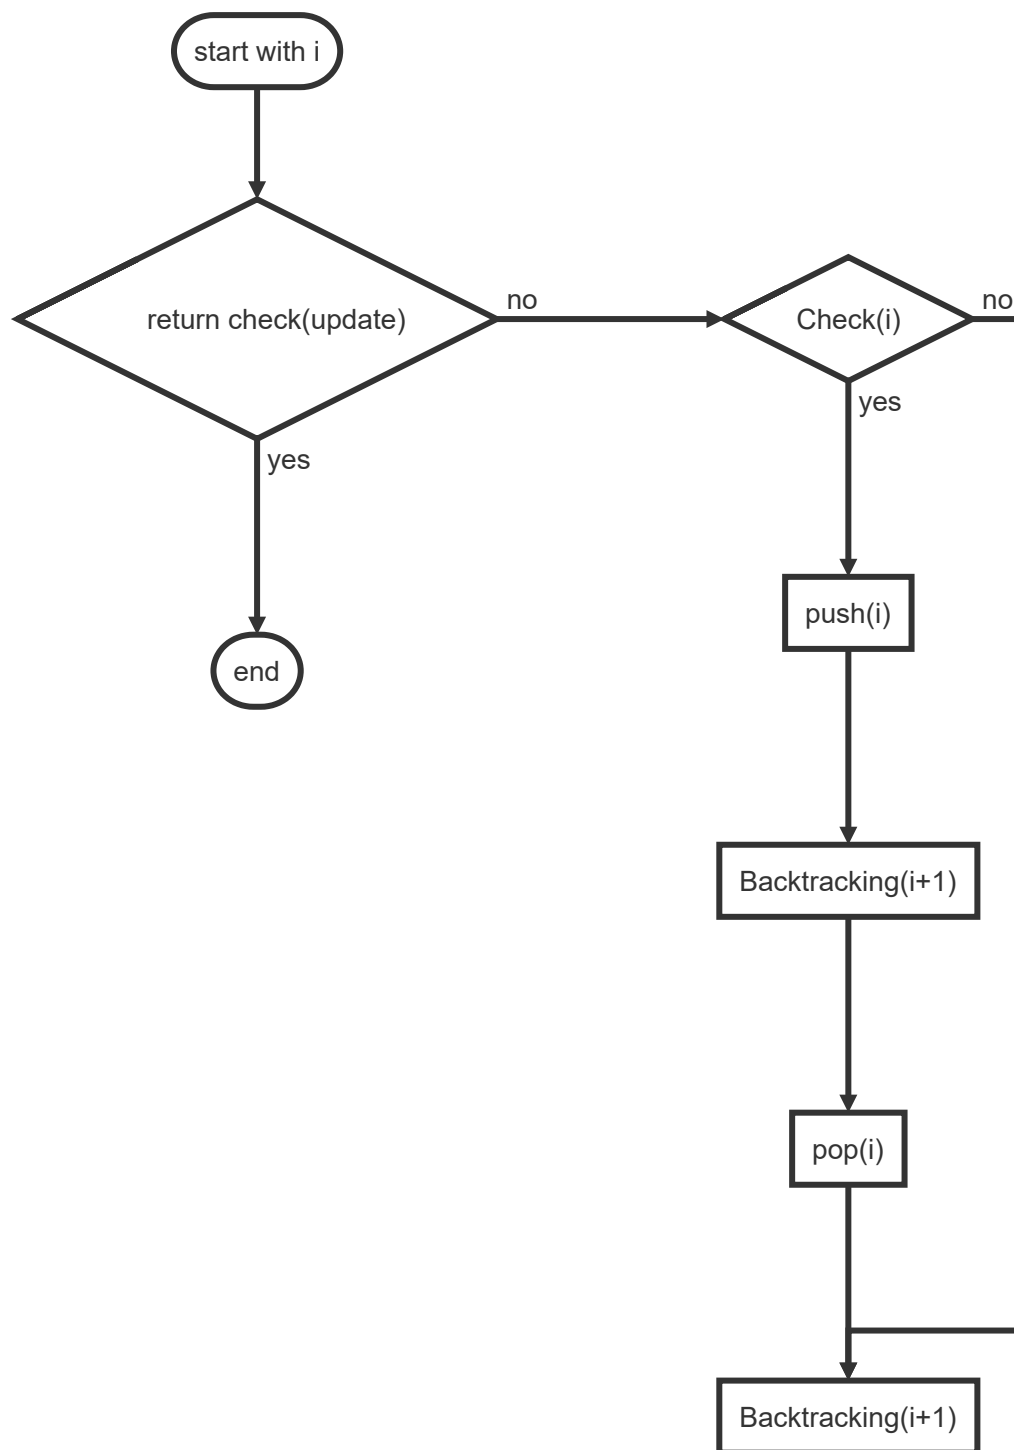 start with i
return check(update)
no
Check(i)
no
yes
yes
push(i)
end
Backtracking(i+1)
pop(i)
Backtracking(i+1)